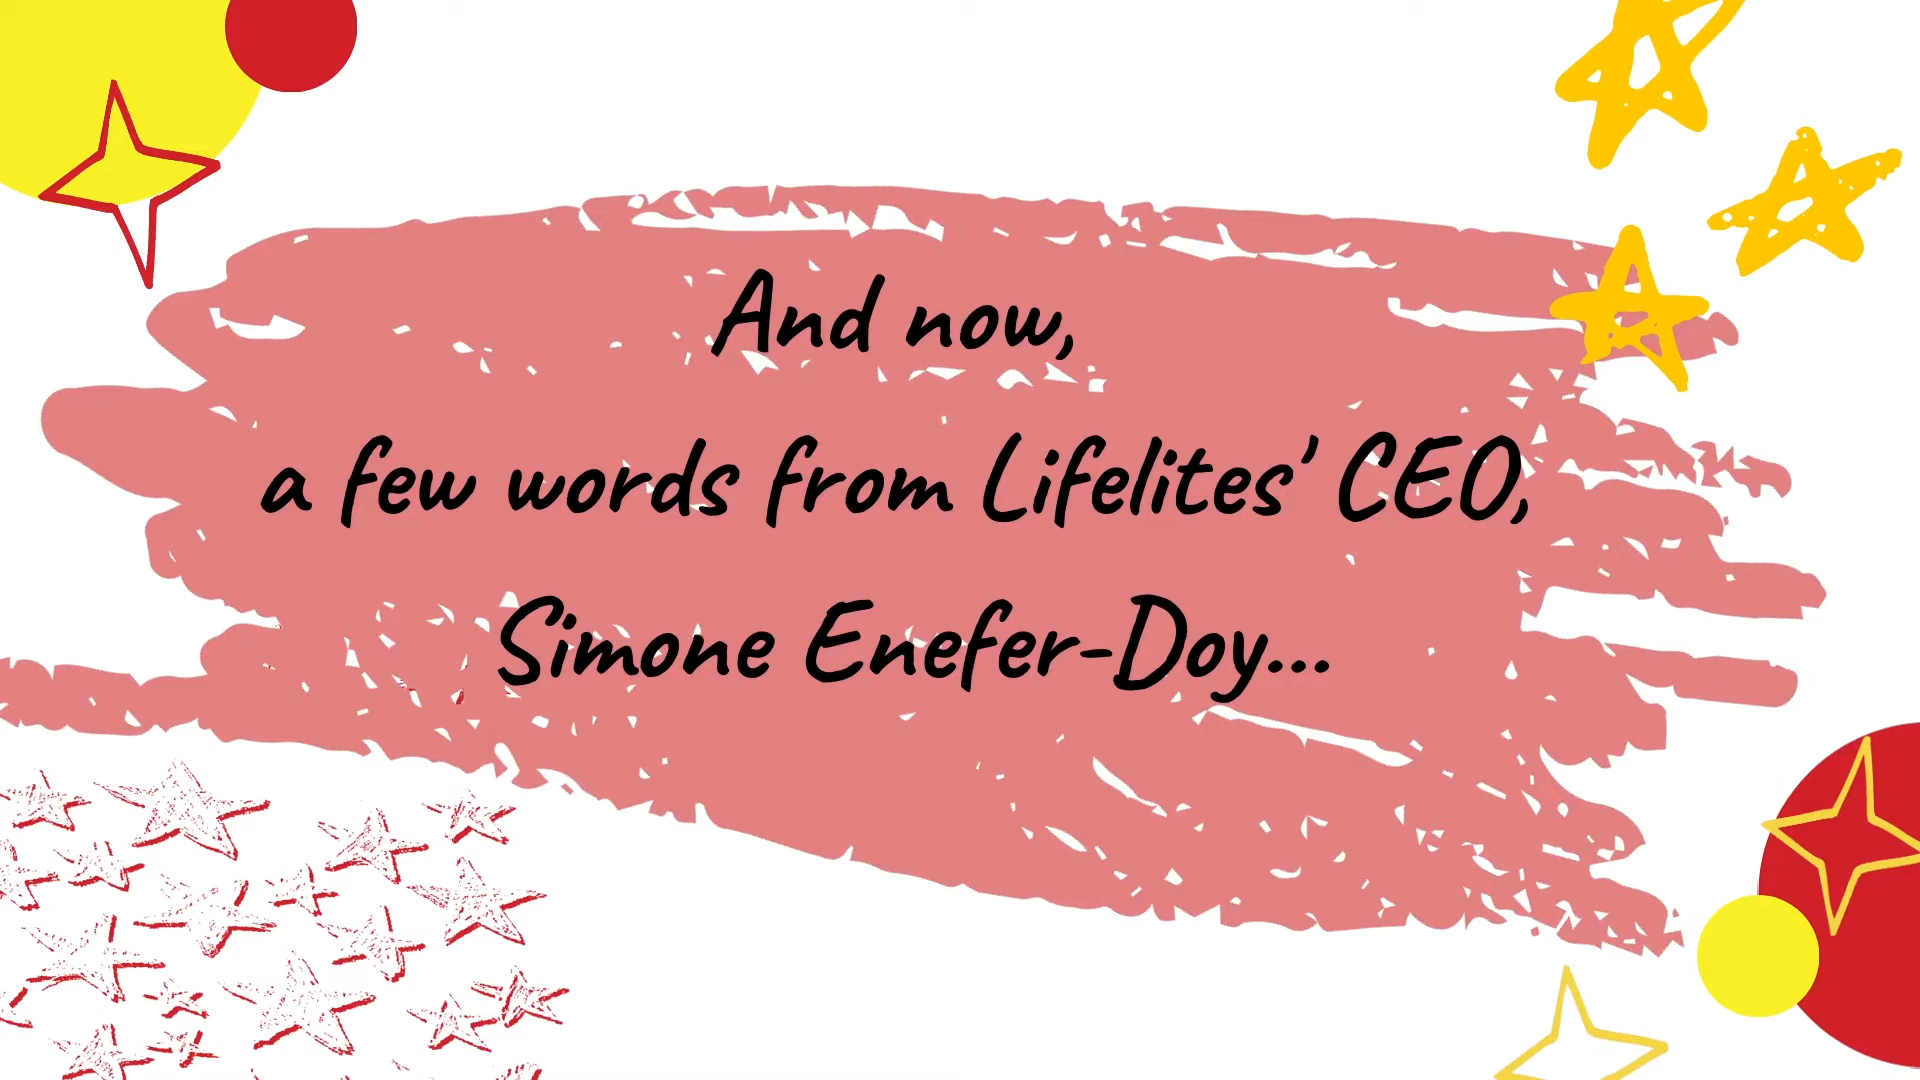 And now,
a few words from Lifelites’ CEO,
Simone Enefer-Doy...